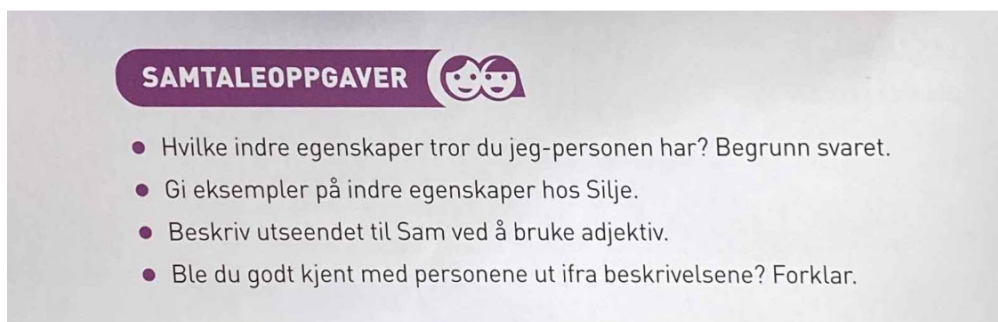 SAMTALEOPPGAVER
• Hvilke indre egenskaper tror du jeg-personen har? Begrunn svaret.
• Gi eksempler på indre egenskaper hos Silje.
• Beskriv utseendet til Sam ved å bruke adjektiv.
• Ble du godt kjent med personene ut ifra beskrivelsene? Forklar.